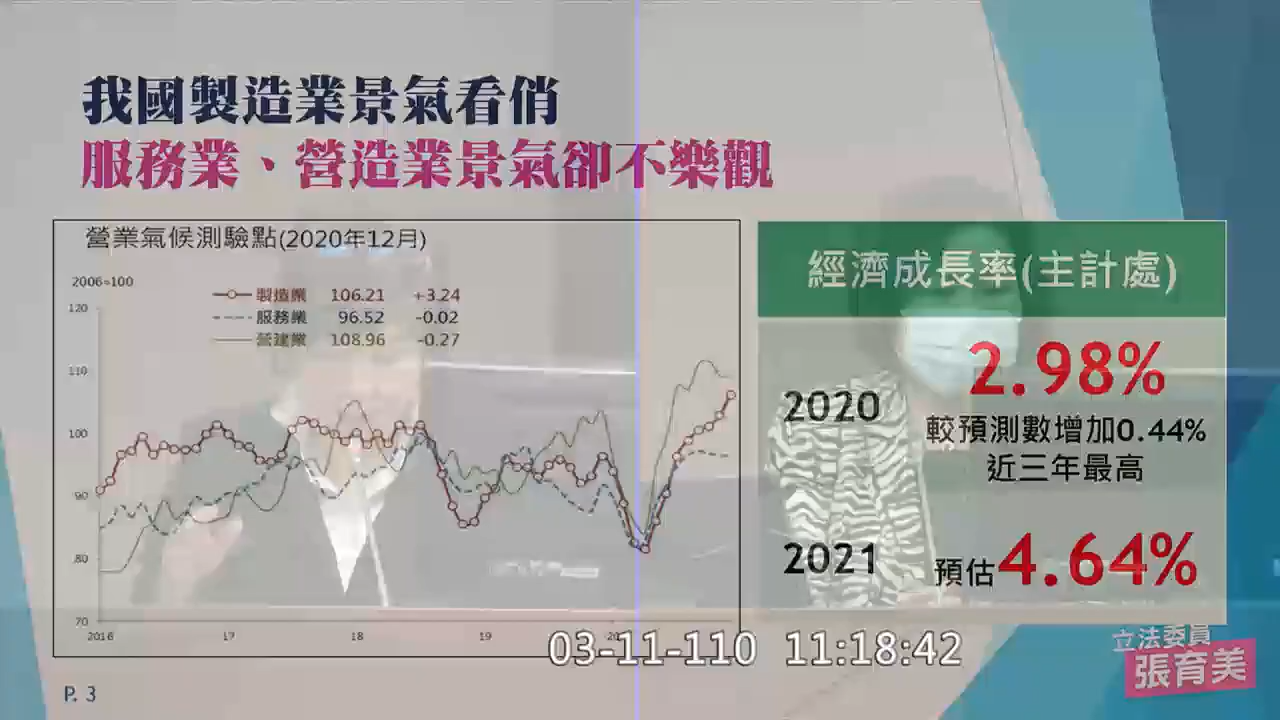 我國製造業景氣看俏
服務業、營造業景氣卻不樂觀
營業氣候測驗點(2020年12月)
2006=100
製造業 106.21 +3.24
服務業 96.52 -0.02
營建業 108.96 -0.27
120
110
100
90
80
70
2016 17 18 19 20
經濟成長率(主計處)
2020 2.98%
較預測數增加0.44%
近三年最高
2021 預估4.64%
03-11-110 11:18:42
立法委員
張育美
P. 3